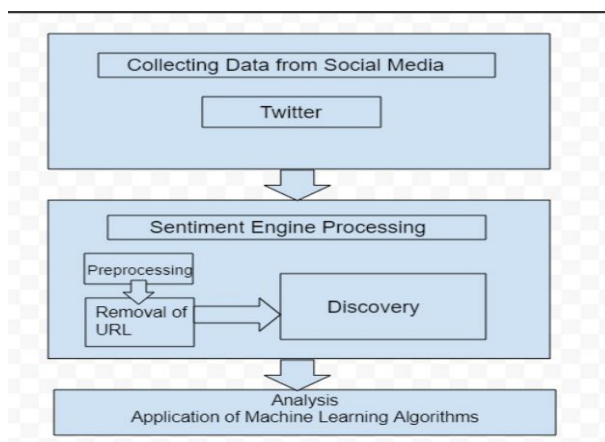 Collecting Data from Social Media
Twitter
Sentiment Engine Processing
Preprocessing
Removal of
URL
Discovery
Analysis
Application of Machine Learning Algorithms